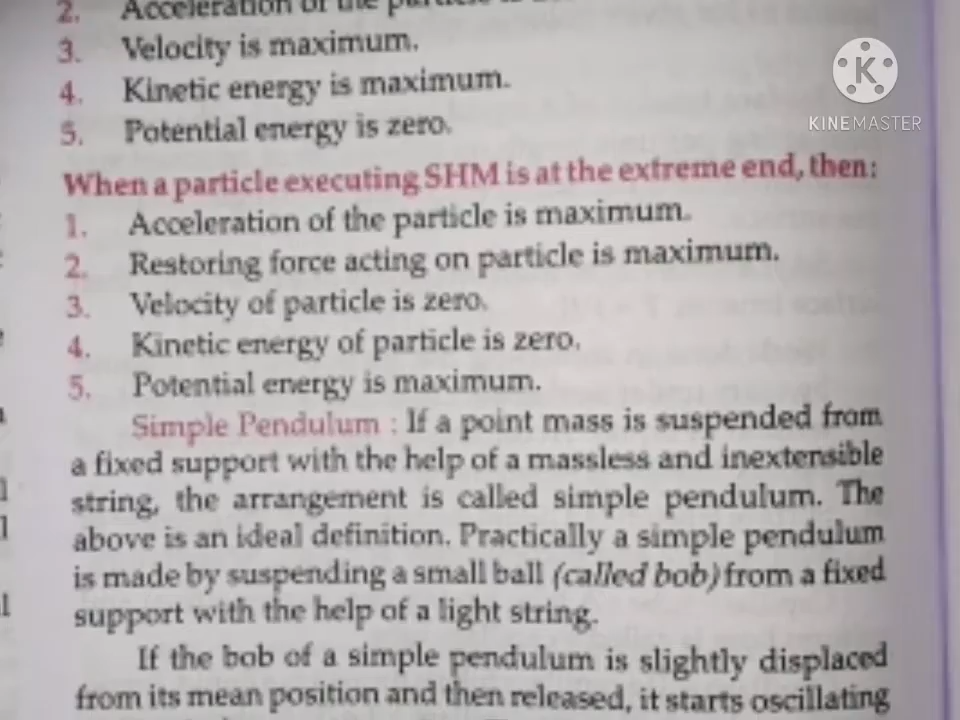 2. Acceleration of the particle is
3. Velocity is maximum.
4. Kinetic energy is maximum.
5. Potential energy is zero.
When a particle executing SHM is at the extreme end, then:
1. Acceleration of the particle is maximum.
2. Restoring force acting on particle is maximum.
3. Velocity of particle is zero.
4. Kinetic energy of particle is zero.
5. Potential energy is maximum.
Simple Pendulum : If a point mass is suspended from
a fixed support with the help of a massless and inextensible
string, the arrangement is called simple pendulum. The
above is an ideal definition. Practically a simple pendulum
is made by suspending a small ball (called bob) from a fixed
support with the help of a light string.
If the bob of a simple pendulum is slightly displaced
from its mean position and then released, it starts oscillating
K
KINEMASTER